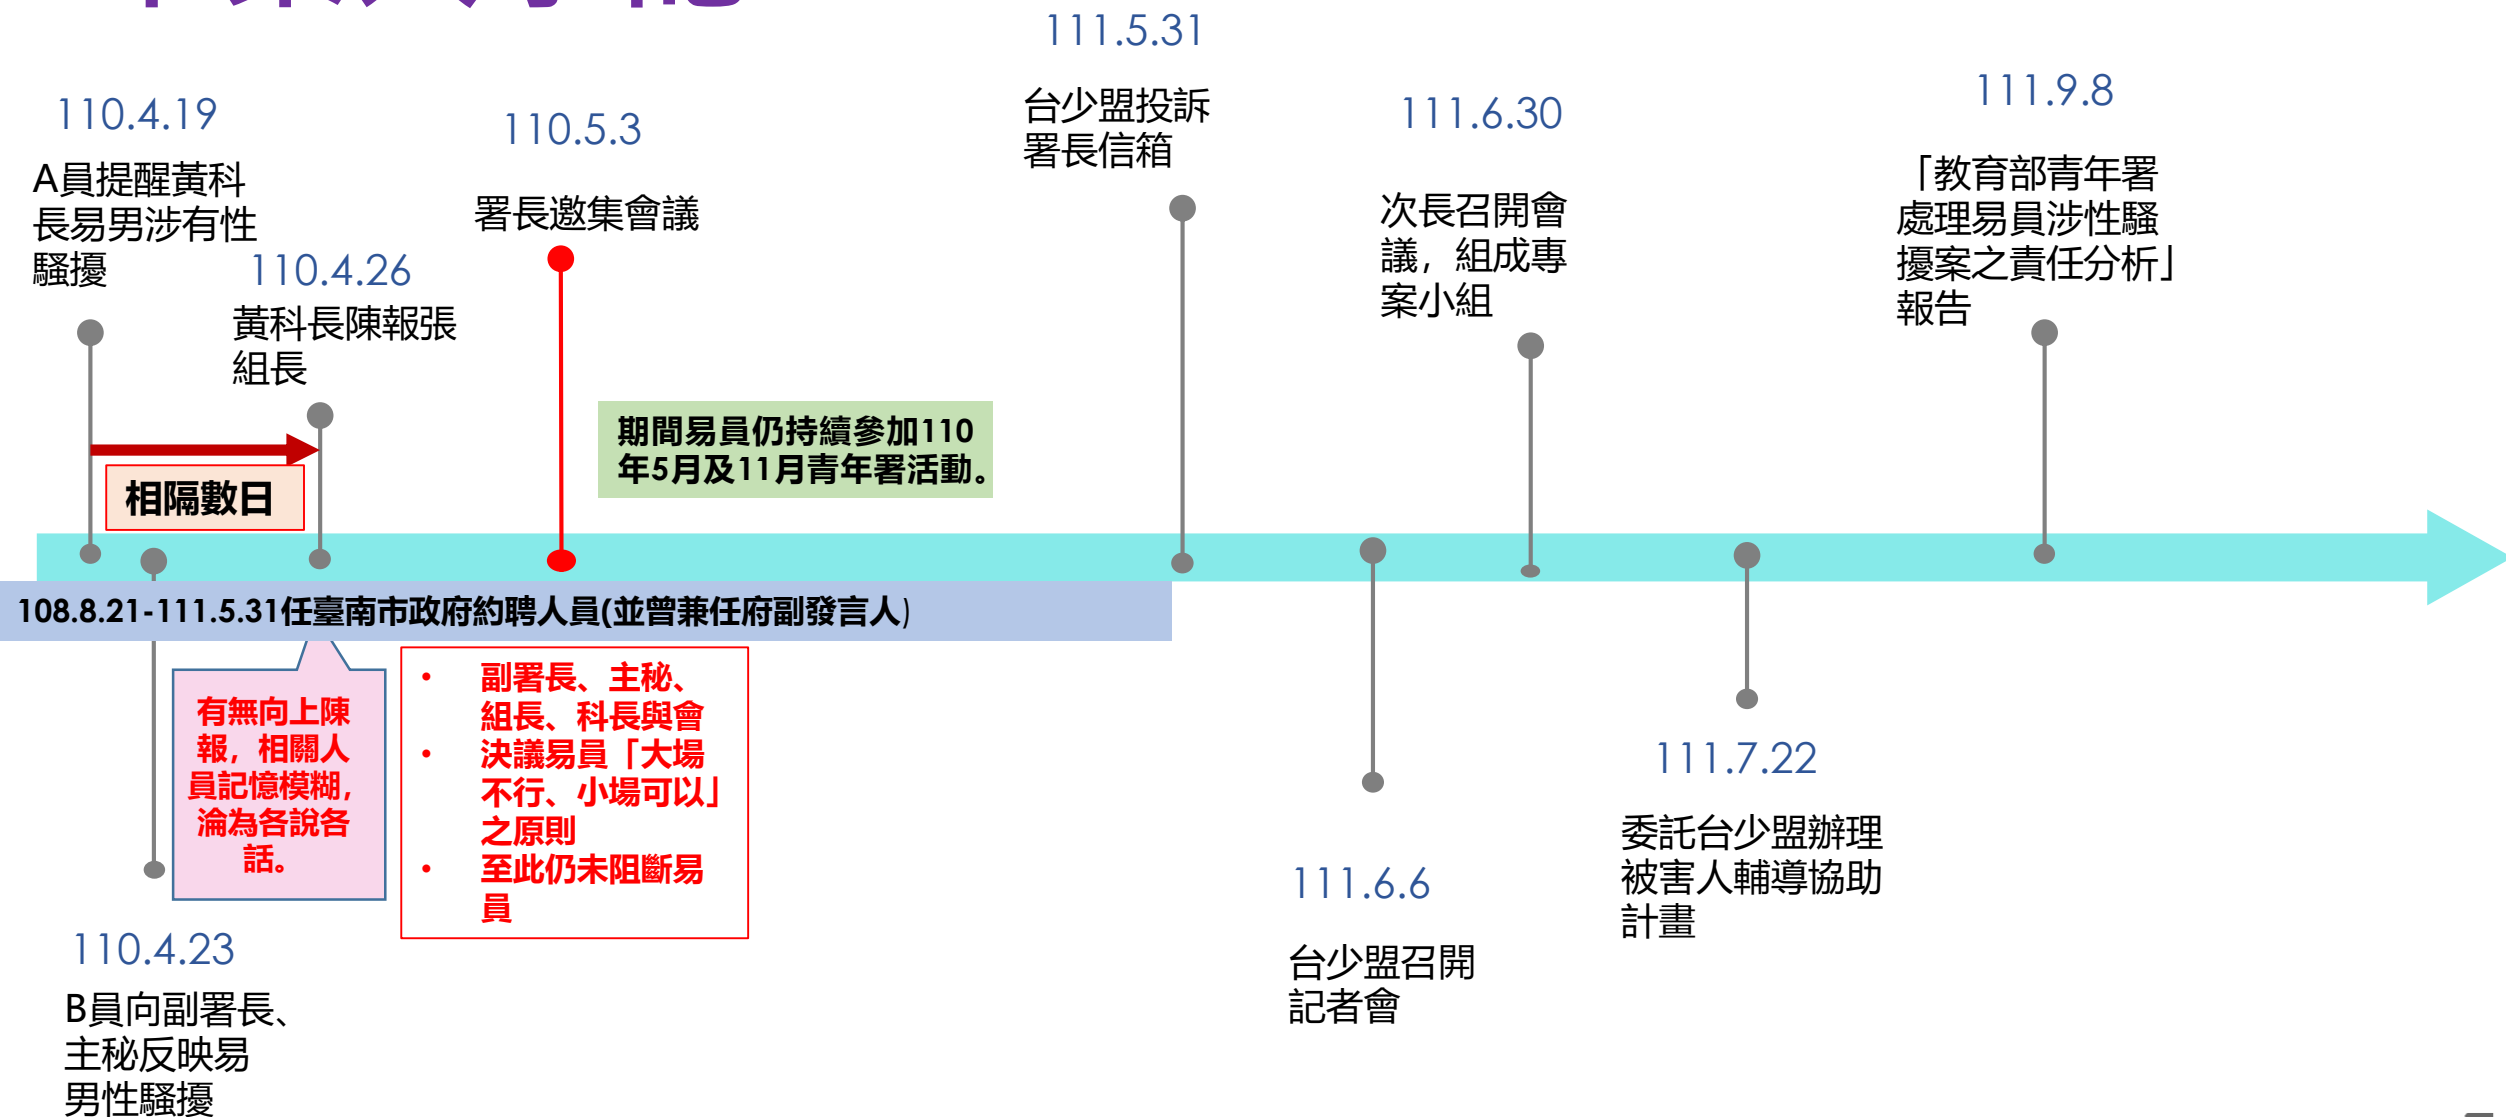 110.4.19
A員提醒黃科
長易男涉有性
騷擾
110.4.26
黃科長陳報張
組長
相隔數日
110.5.3
署長邀集會議
期間易員仍持續參加110
年5月及11月青年署活動。
111.5.31
台少盟投訴
署長信箱
111.6.30
次長召開會
議，組成專
案小組
111.9.8
「教育部青年署
處理易員涉性騷
擾案之責任分析」
報告
108.8.21-111.5.31任臺南市政府約聘人員(並曾兼任府副發言人)
有無向上陳
報，相關人
員記憶模糊，
淪為各說各
話。
• 副署長、主秘、
組長、科長與會
• 決議易員「大場
不行、小場可以」
之原則
• 至此仍未阻斷易
員
110.4.23
B員向副署長、
主秘反映易
男性騷擾
111.6.6
台少盟召開
記者會
111.7.22
委託台少盟辦理
被害人輔導協助
計畫